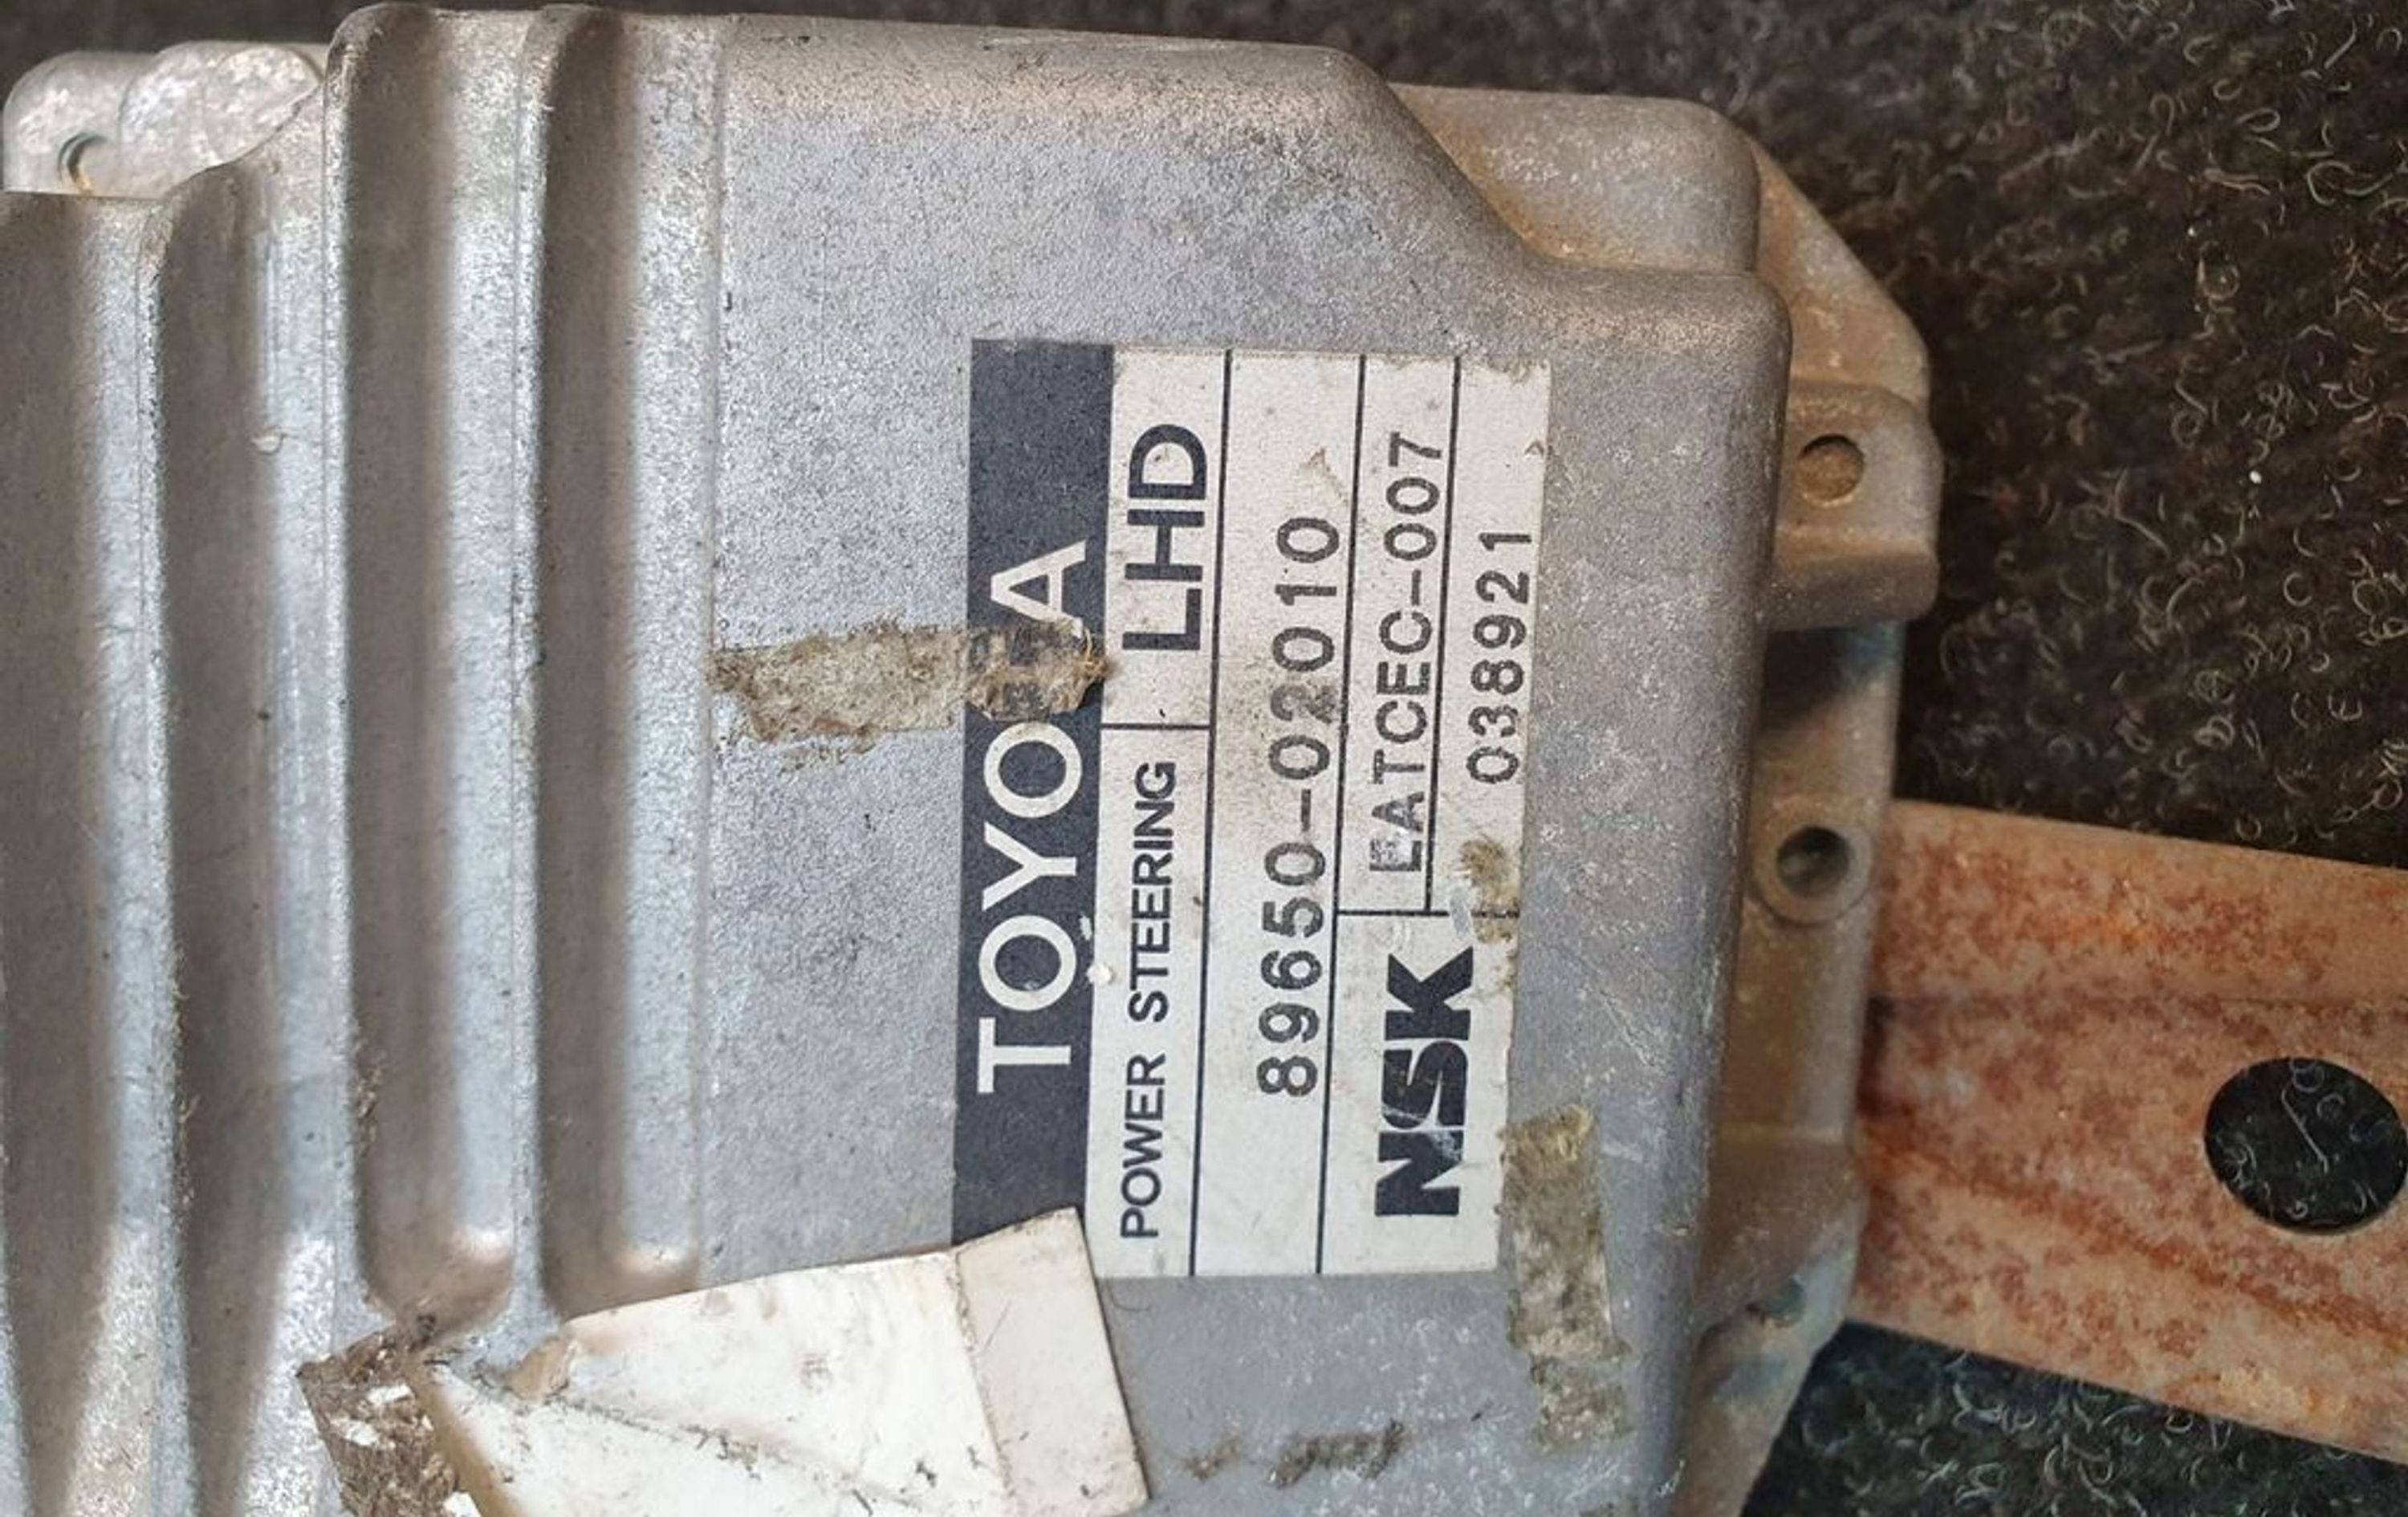 TOYOTA
POWER STEERING LHD
89650-02010
NSK EATCEC-007
038921